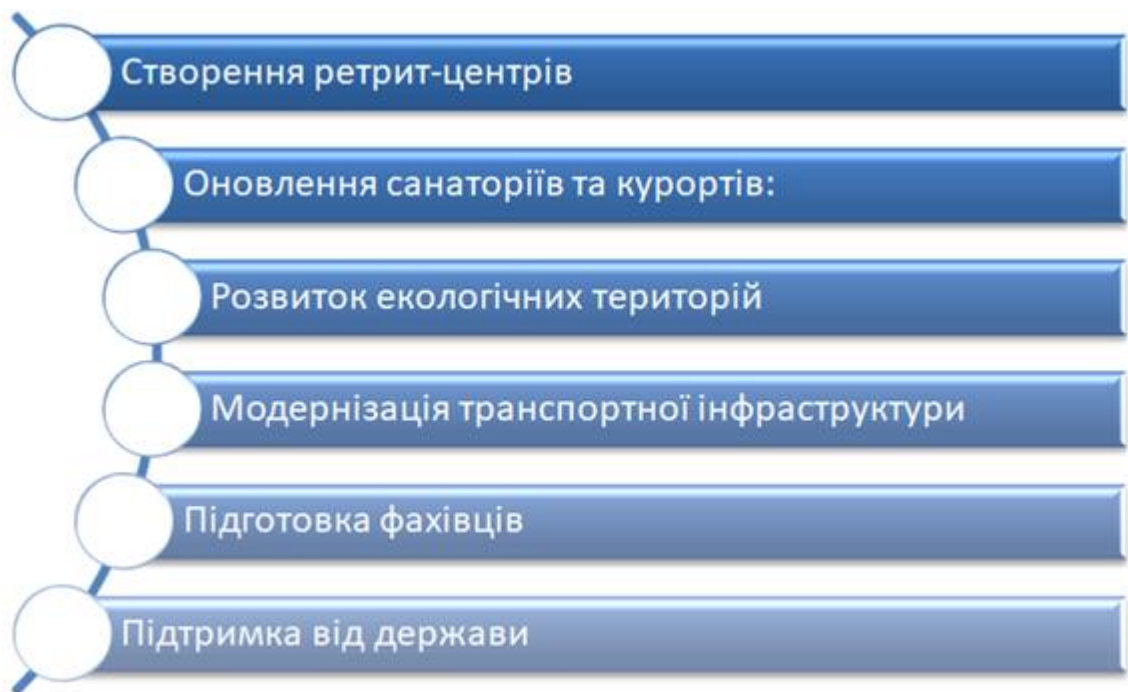 Створення ретрит-центрів
Оновлення санаторіїв та курортів:
Розвиток екологічних територій
Модернізація транспортної інфраструктури
Підготовка фахівців
Підтримка від держави